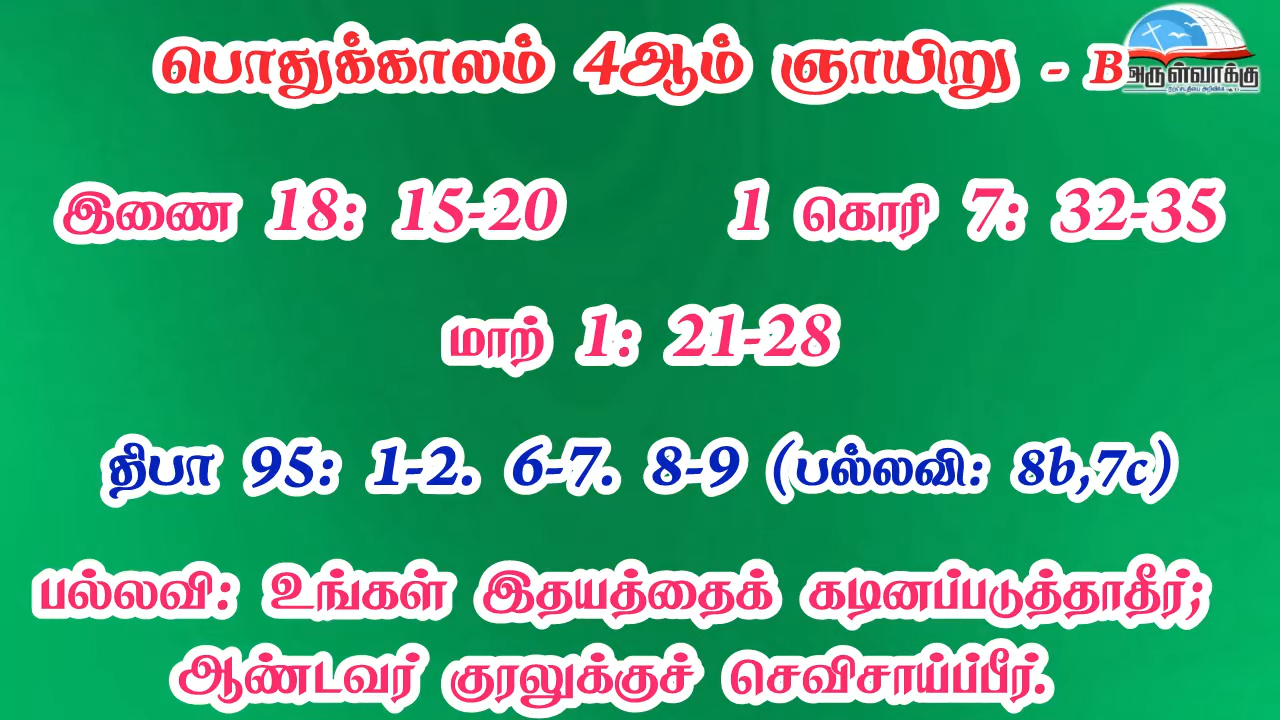 பொதுக்காலம் 4ஆம் ஞாயிறு - B
அருள்வாக்கு
இணை 18: 15-20 1 கொரி 7: 32-35
மாற் 1: 21-28
திபா 95: 1-2. 6-7. 8-9 (பல்லவி: 8b,7c)
பல்லவி: உங்கள் இதயத்தைக் கடினப்படுத்தாதீர்;
ஆண்டவர் குரலுக்குச் செவிசாய்ப்பீர்.